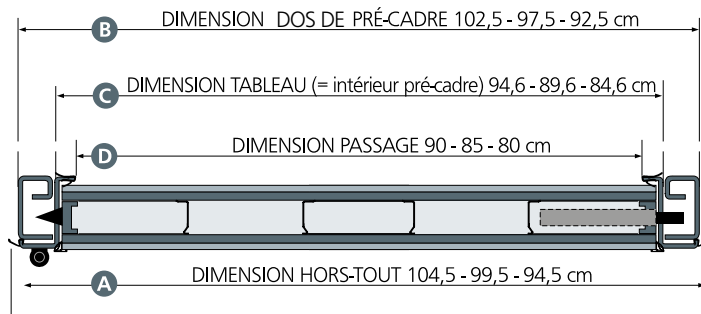 B DIMENSION DOS DE PRÉ-CADRE 102,5 - 97,5 - 92,5 cm
C DIMENSION TABLEAU (= intérieur pré-cadre) 94,6 - 89,6 - 84,6 cm
D DIMENSION PASSAGE 90 - 85 - 80 cm
A DIMENSION HORS-TOUT 104,5 - 99,5 - 94,5 cm